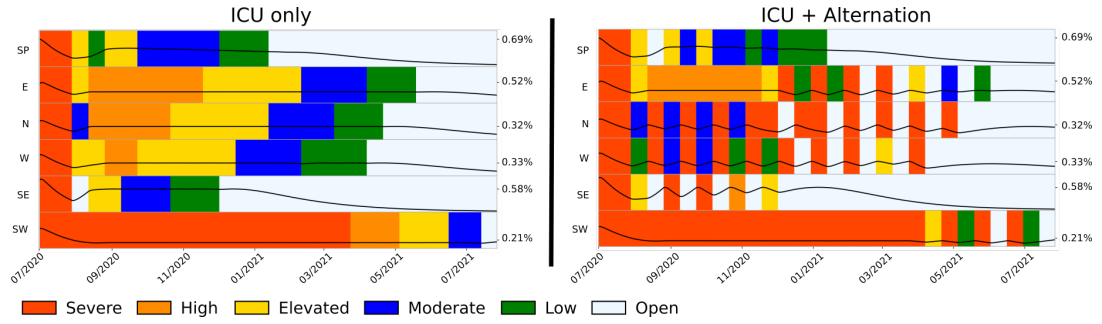 ICU only
ICU + Alternation
SP
0.69%
0.69%
E
0.52%
0.52%
N
0.32%
N
0.32%
W
0.33%
W
0.33%
SE
0.58%
SE
0.58%
SW
0.21%
SW
0.21%
07/2020
09/2020
11/2020
01/2021
03/2021
05/2021
07/2021
07/2020
09/2020
11/2020
01/2021
03/2021
05/2021
07/2021
Severe
High
Elevated
Moderate
Low
Open